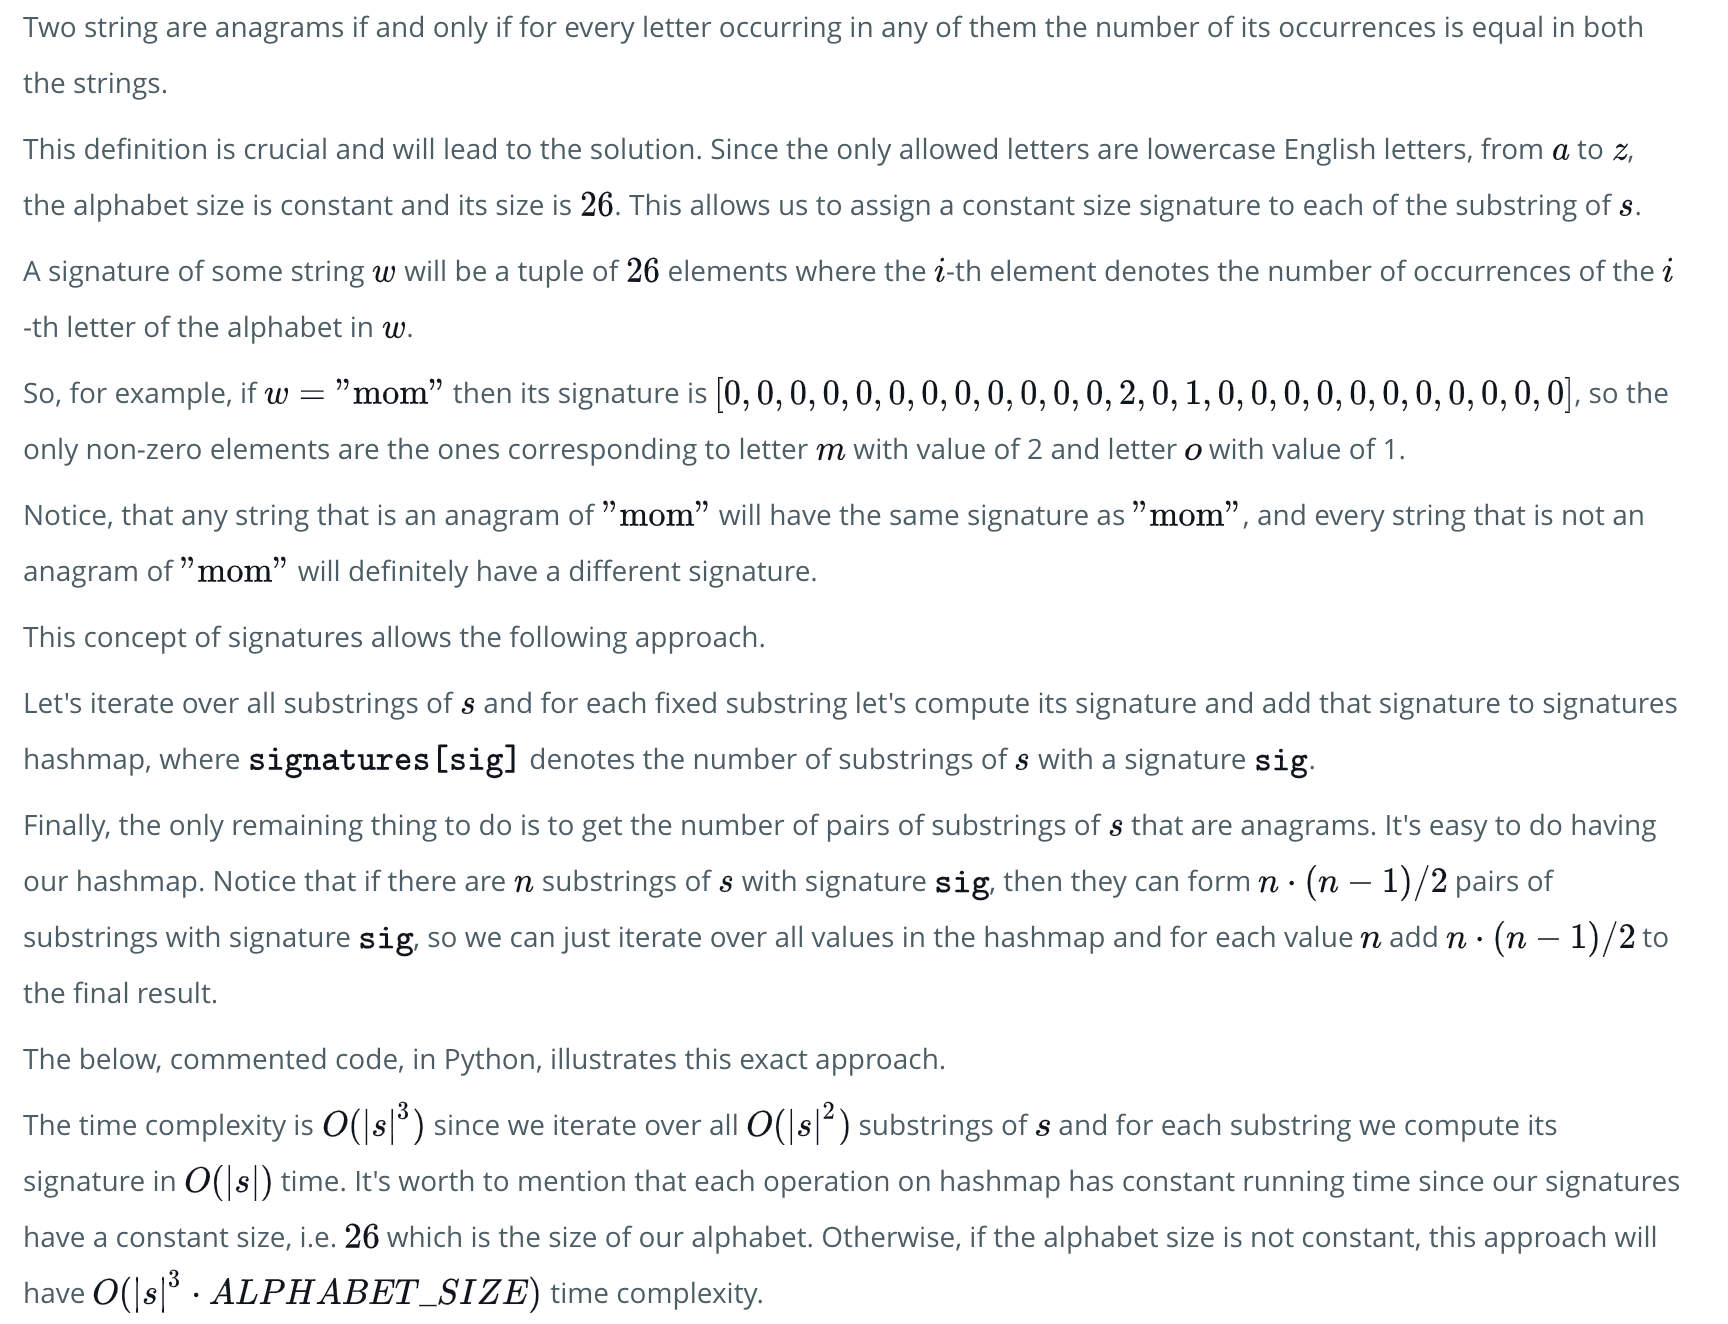 Two string are anagrams if and only if for every letter occurring in any of them the number of its occurrences is equal in both
the strings.
This definition is crucial and will lead to the solution. Since the only allowed letters are lowercase English letters, from a to z,
the alphabet size is constant and its size is 26. This allows us to assign a constant size signature to each of the substring of s.
A signature of some string w will be a tuple of 26 elements where the i-th element denotes the number of occurrences of the i
-th letter of the alphabet in w.
So, for example, if w = ”mom” then its signature is [0, 0, 0, 0, 0, 0, 0, 0, 0, 0, 0, 0, 2, 0, 1, 0, 0, 0, 0, 0, 0, 0, 0, 0, 0, 0], so the
only non-zero elements are the ones corresponding to letter m with value of 2 and letter o with value of 1.
Notice, that any string that is an anagram of ”mom” will have the same signature as ”mom”, and every string that is not an
anagram of ”mom” will definitely have a different signature.
This concept of signatures allows the following approach.
Let's iterate over all substrings of s and for each fixed substring let's compute its signature and add that signature to signatures
hashmap, where signatures[sig] denotes the number of substrings of s with a signature sig.
Finally, the only remaining thing to do is to get the number of pairs of substrings of s that are anagrams. It's easy to do having
our hashmap. Notice that if there are n substrings of s with signature sig, then they can form n · (n − 1)/2 pairs of
substrings with signature sig, so we can just iterate over all values in the hashmap and for each value n add n · (n − 1)/2 to
the final result.
The below, commented code, in Python, illustrates this exact approach.
The time complexity is O(|s|³) since we iterate over all O(|s|²) substrings of s and for each substring we compute its
signature in O(|s|) time. It's worth to mention that each operation on hashmap has constant running time since our signatures
have a constant size, i.e. 26 which is the size of our alphabet. Otherwise, if the alphabet size is not constant, this approach will
have O(|s|³ · ALPHABET_SIZE) time complexity.